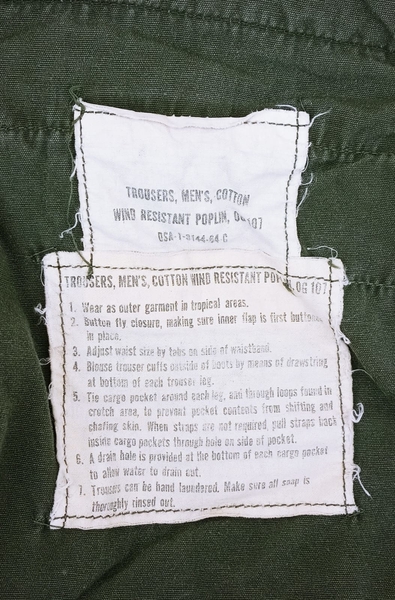 TROUSERS, MEN'S, COTTON
WIND RESISTANT POPLIN, OG 107
DSA-1-3144-64 C
TROUSERS, MEN'S, COTTON WIND RESISTANT POPLIN, OG 107
1. Wear as outer garment in tropical areas.
2. Button fly closure, making sure inner flap is first buttoned
in place.
3. Adjust waist size by tabs on side of waistband.
4. Blouse trouser cuffs outside of boots by means of drawstring
at bottom of each trouser leg.
5. Tie cargo pocket around each leg, and through loops found in
crotch area, to prevent pocket contents from shifting and
chafing skin. When straps are not required, pull straps back
inside cargo pockets through hole on side of pocket.
6. A drain hole is provided at the bottom of each cargo pocket
to allow water to drain out.
7. Trousers can be hand laundered. Make sure all soap is
thoroughly rinsed out.